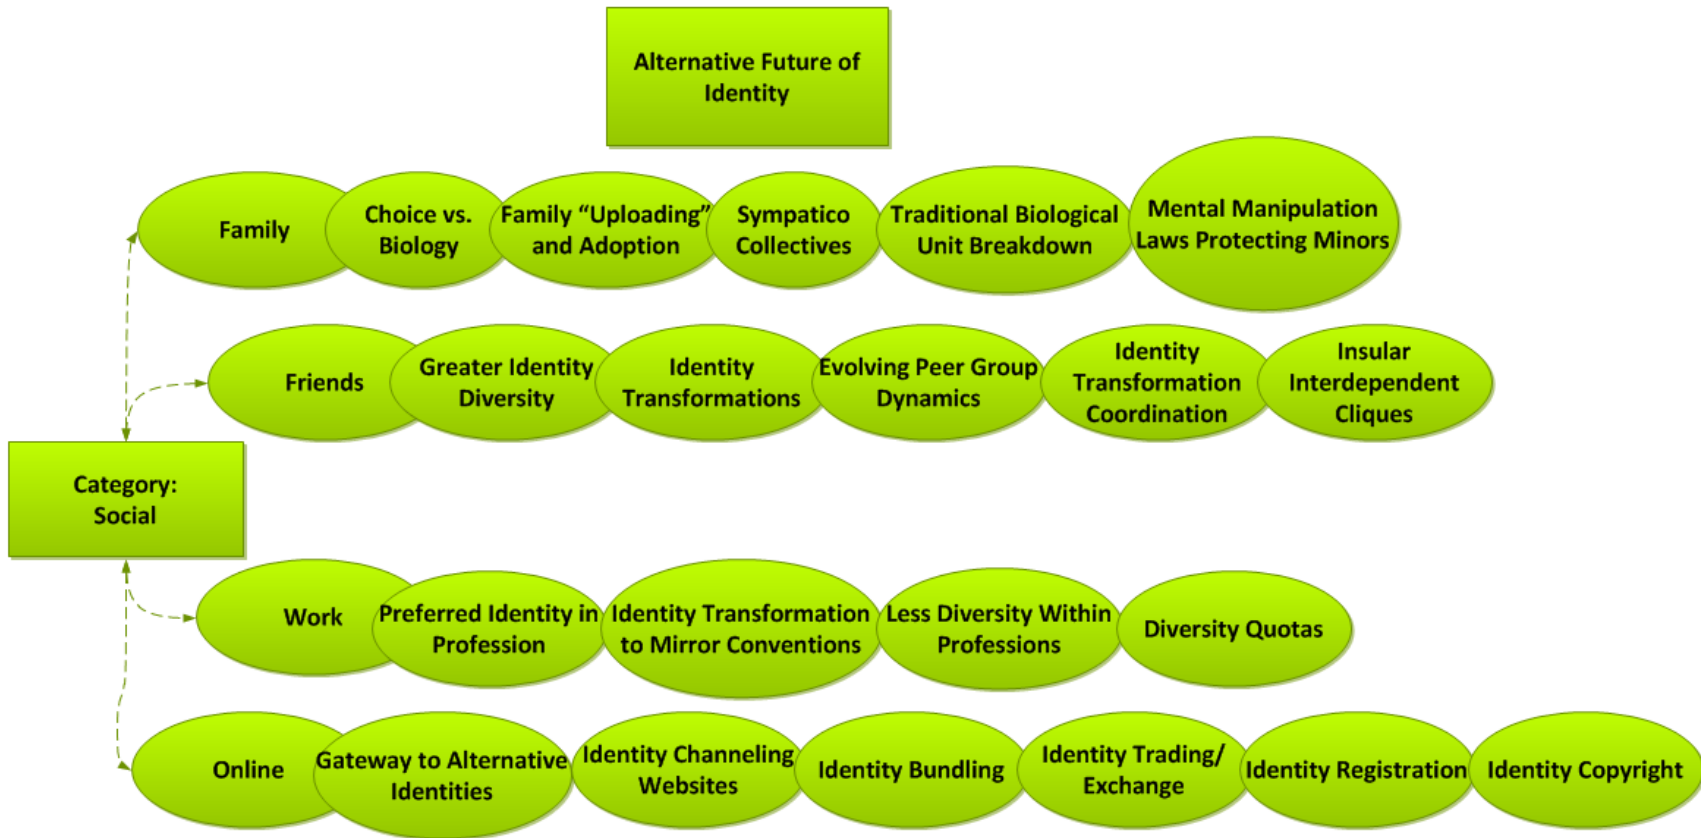 Alternative Future of
Identity
Family
Choice vs.
Biology
Family “Uploading”
and Adoption
Sympatico
Collectives
Traditional Biological
Unit Breakdown
Mental Manipulation
Laws Protecting Minors
Friends
Greater Identity
Diversity
Identity
Transformations
Evolving Peer Group
Dynamics
Identity
Transformation
Coordination
Insular
Interdependent
Cliques
Category:
Social
Work
Preferred Identity in
Profession
Identity Transformation
to Mirror Conventions
Less Diversity Within
Professions
Diversity Quotas
Online
Gateway to Alternative
Identities
Identity Channeling
Websites
Identity Bundling
Identity Trading/
Exchange
Identity Registration
Identity Copyright